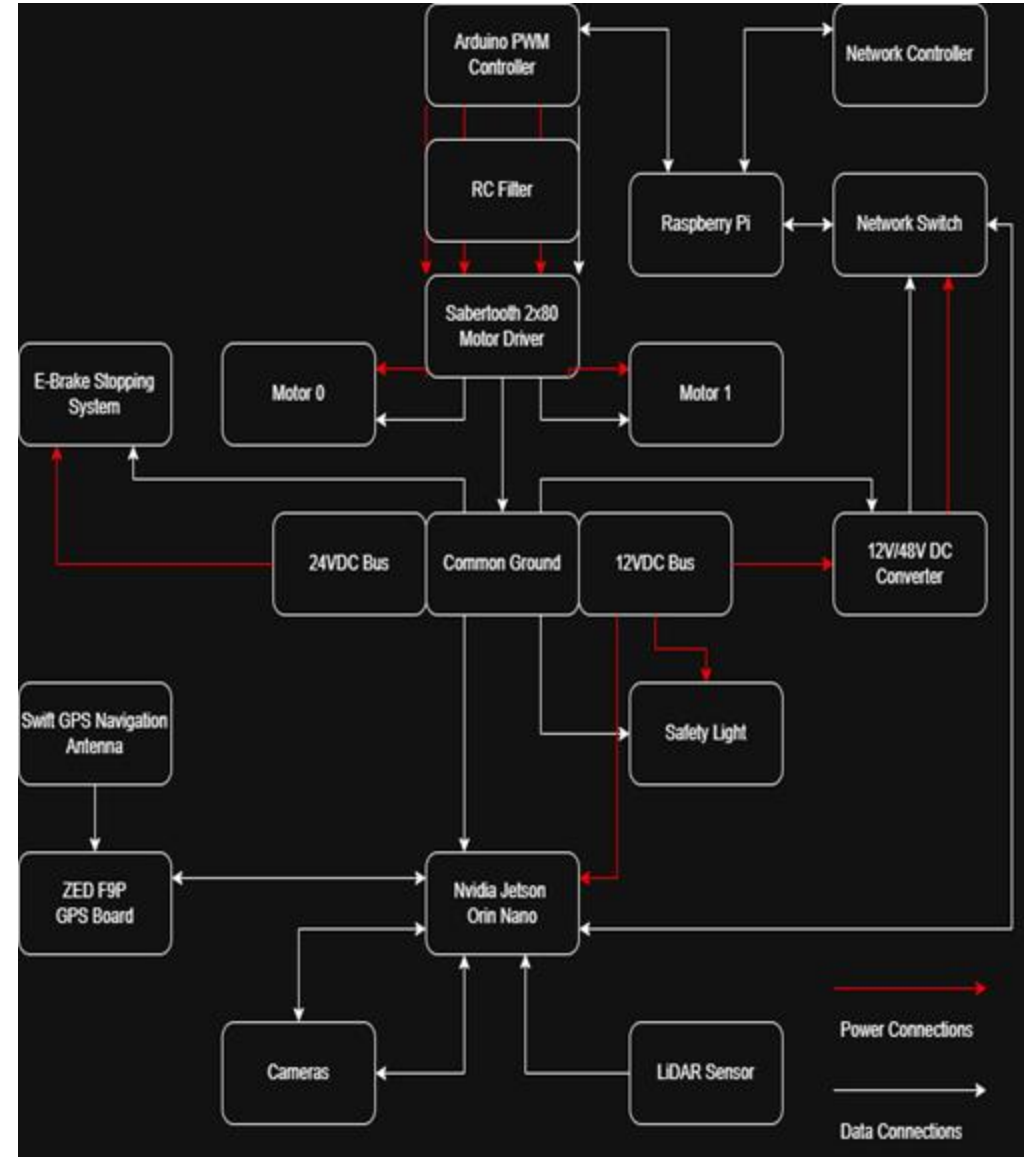 Arduino PWM
Controller
Network Controller
RC Filter
Raspberry Pi
Network Switch
Sabertooth 2x80
Motor Driver
E-Brake Stopping
System
Motor 0
Motor 1
24VDC Bus
Common Ground
12VDC Bus
12V/48V DC
Converter
Swift GPS Navigation
Antenna
Safety Light
ZED F9P
GPS Board
Nvidia Jetson
Orin Nano
Power Connections
Cameras
LiDAR Sensor
Data Connections